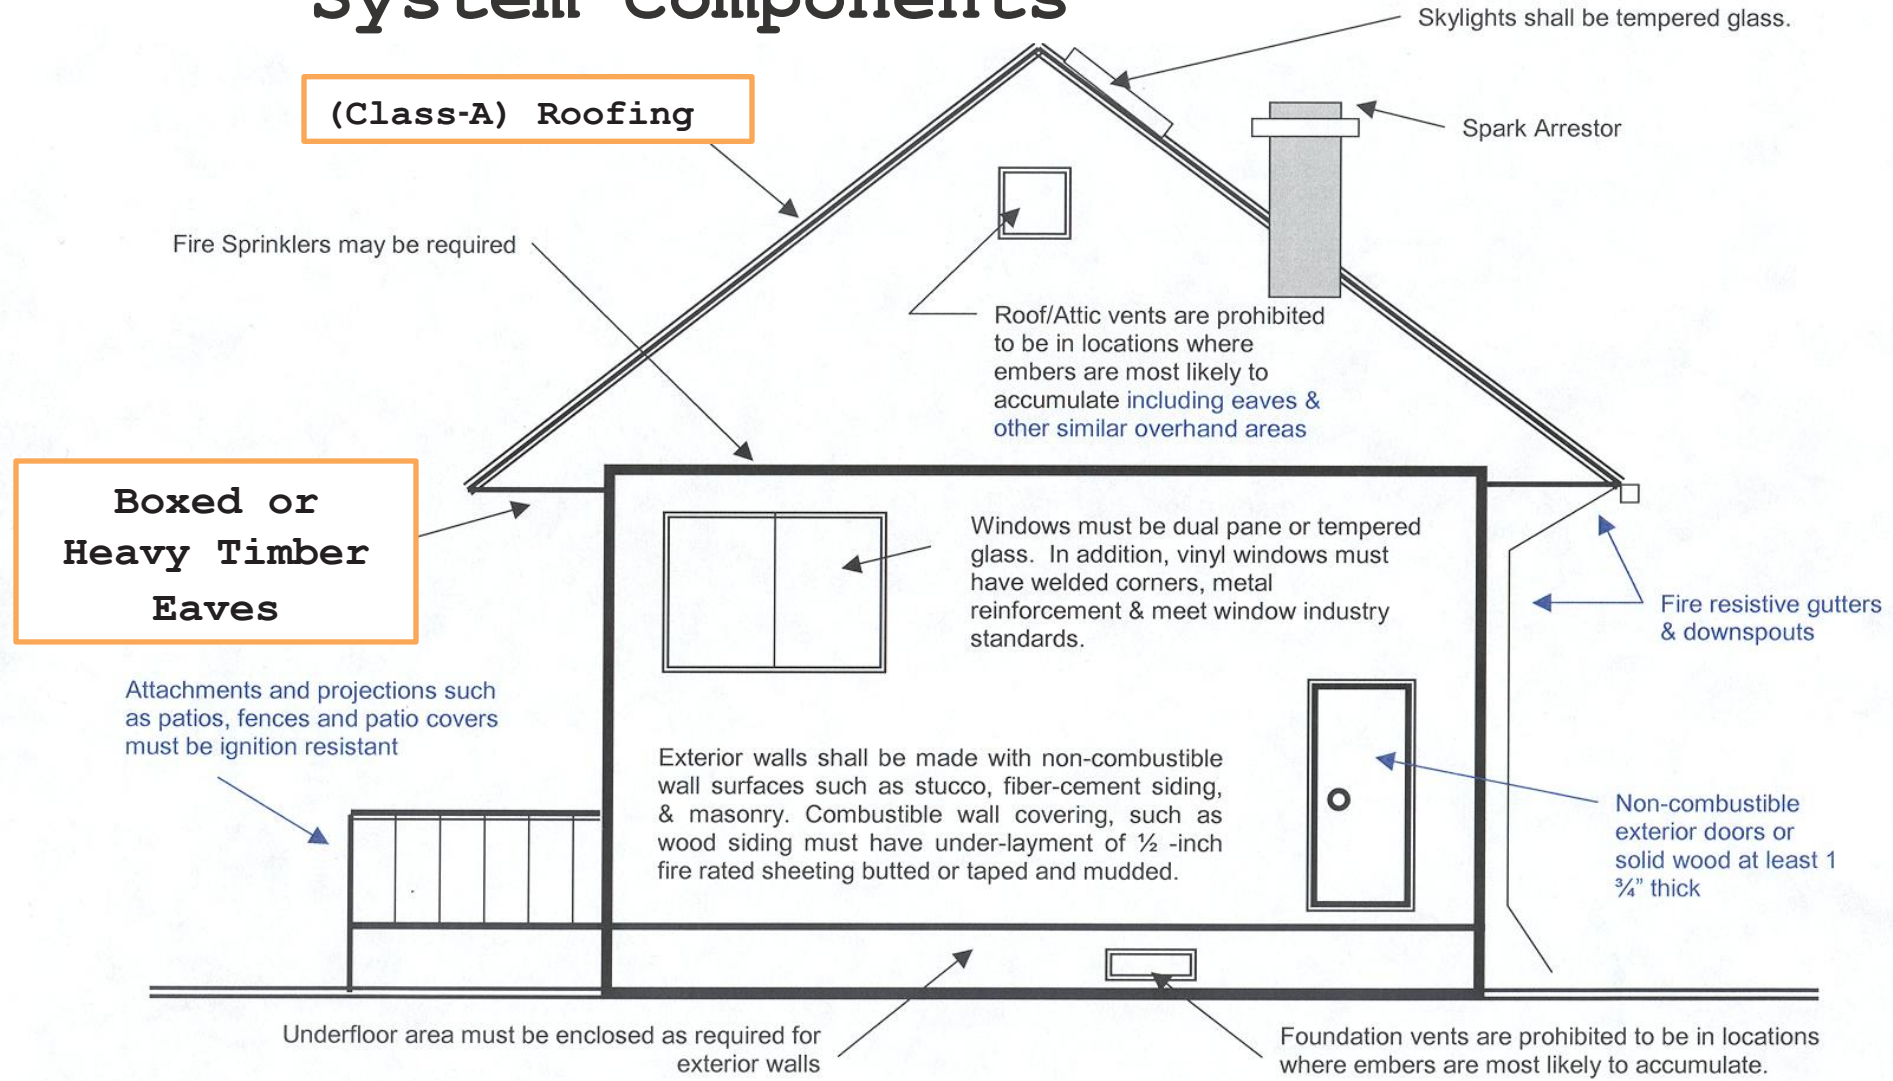 System Components
Skylights shall be tempered glass.
(Class-A) Roofing
Spark Arrestor
Fire Sprinklers may be required
Roof/Attic vents are prohibited
to be in locations where
embers are most likely to
accumulate including eaves &
other similar overhand areas
Boxed or
Heavy Timber
Eaves
Windows must be dual pane or tempered
glass. In addition, vinyl windows must
have welded corners, metal
reinforcement & meet window industry
standards.
Fire resistive gutters
& downspouts
Attachments and projections such
as patios, fences and patio covers
must be ignition resistant
Exterior walls shall be made with non-combustible
wall surfaces such as stucco, fiber-cement siding,
& masonry. Combustible wall covering, such as
wood siding must have under-layment of ½ -inch
fire rated sheeting butted or taped and mudded.
Non-combustible
exterior doors or
solid wood at least 1
¾” thick
Underfloor area must be enclosed as required for
exterior walls
Foundation vents are prohibited to be in locations
where embers are most likely to accumulate.